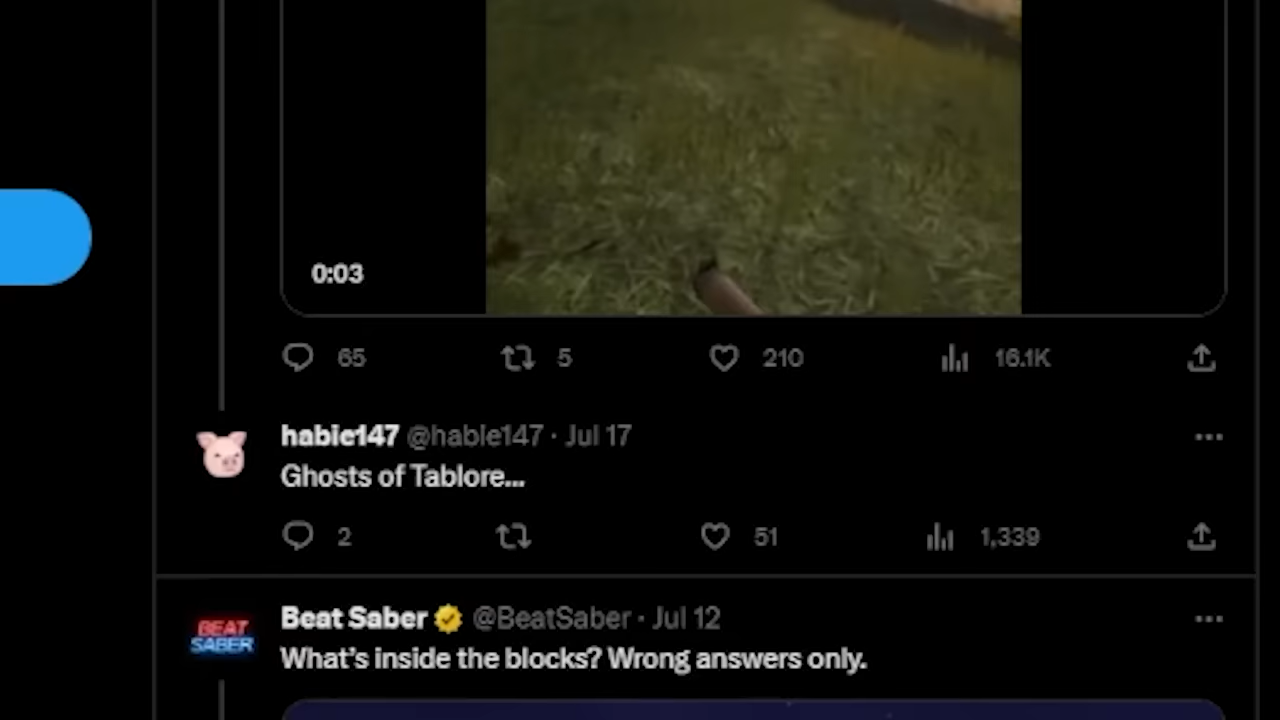 0:03
65 5 210 16.1K
habie147 @habie147 · Jul 17
Ghosts of Tablore...
2 51 1,339
BEAT
SABER
Beat Saber @BeatSaber · Jul 12
What's inside the blocks? Wrong answers only.